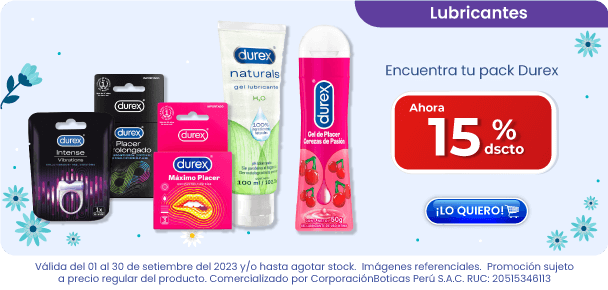 Lubricantes
Encuentra tu pack Durex
Ahora
15%
dscto
¡LO QUIERO!
durex
Intense
Vibrations
durex
Placer
Prolongado
durex
Máximo Placer
durex
naturals
gel lubricante
H₂O
100%
100 ml
durex
Gel de Placer
Cerezas de Pasión
50g
Válida del 01 al 30 de setiembre del 2023 y/o hasta agotar stock. Imágenes referenciales. Promoción sujeto
a precio regular del producto. Comercializado por CorporaciónBoticas Perú S.A.C. RUC: 20515346113